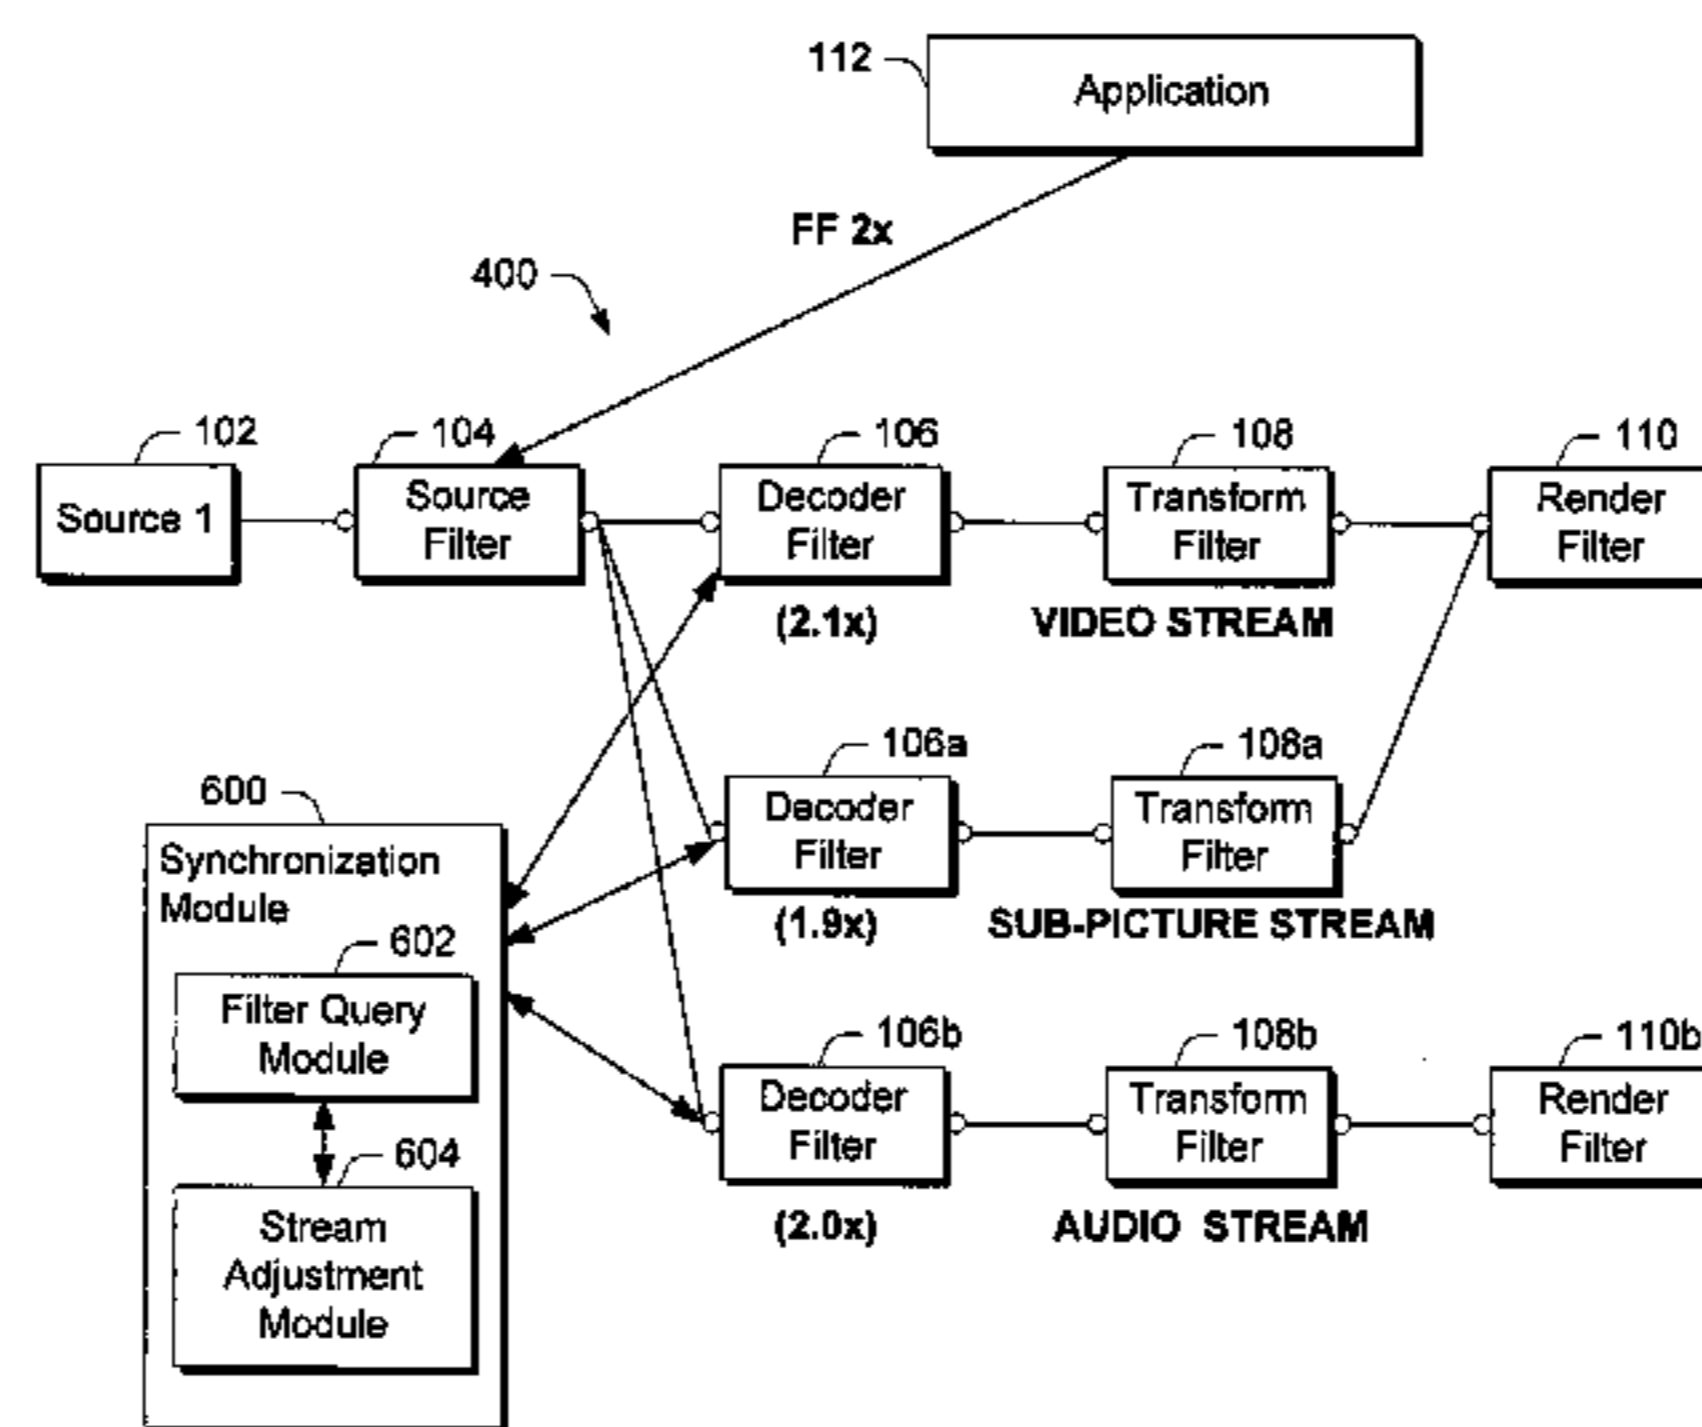 112
Application
FF 2x
400
102
104
106
108
110
Source 1
Source
Filter
Decoder
Filter
Transform
Filter
Render
Filter
(2.1x)
VIDEO STREAM
106a
108a
600
Synchronization
Module
Decoder
Filter
Transform
Filter
(1.9x)
SUB-PICTURE STREAM
602
Filter Query
Module
106b
108b
110b
Decoder
Filter
Transform
Filter
Render
Filter
604
Stream
Adjustment
Module
(2.0x)
AUDIO STREAM